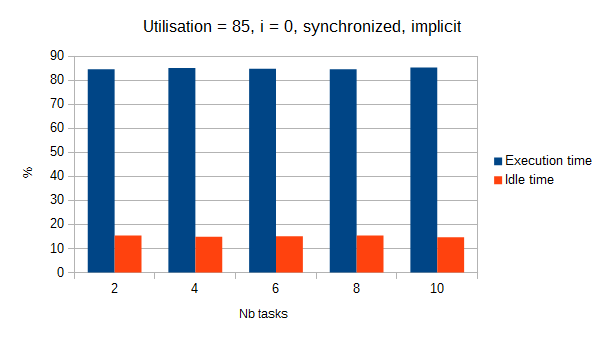 Utilisation = 85, i = 0, synchronized, implicit
90
80
70
60
50
40
30
20
10
0
%
2 4 6 8 10
Nb tasks
Execution time
Idle time